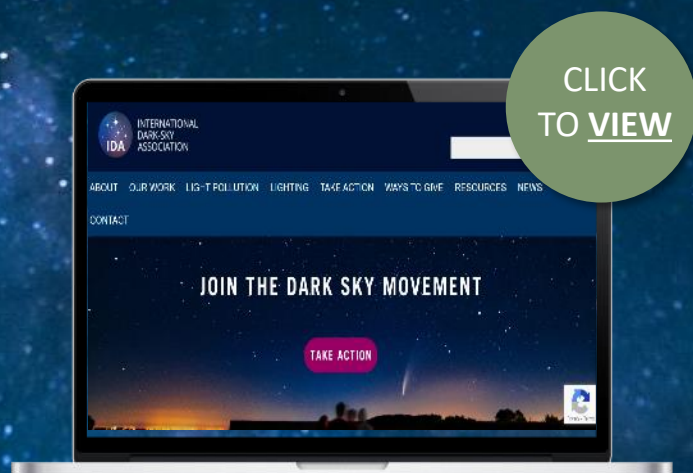 CLICK
TO VIEW
INTERNATIONAL
DARK-SKY
ASSOCIATION
IDA
ABOUT OUR WORK LIGHT POLLUTION LIGHTING TAKE ACTION WAYS TO GIVE RESOURCES NEWS
CONTACT
JOIN THE DARK SKY MOVEMENT
TAKE ACTION